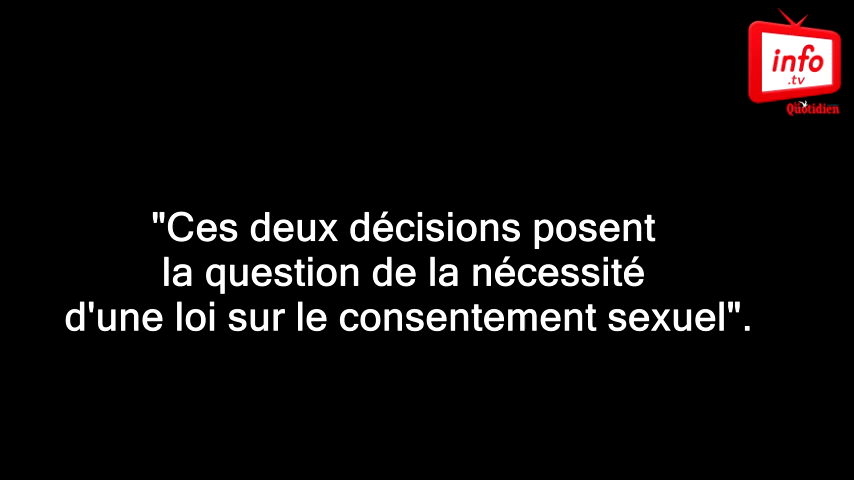 info
.tv
Quotidien
"Ces deux décisions posent
la question de la nécessité
d'une loi sur le consentement sexuel".